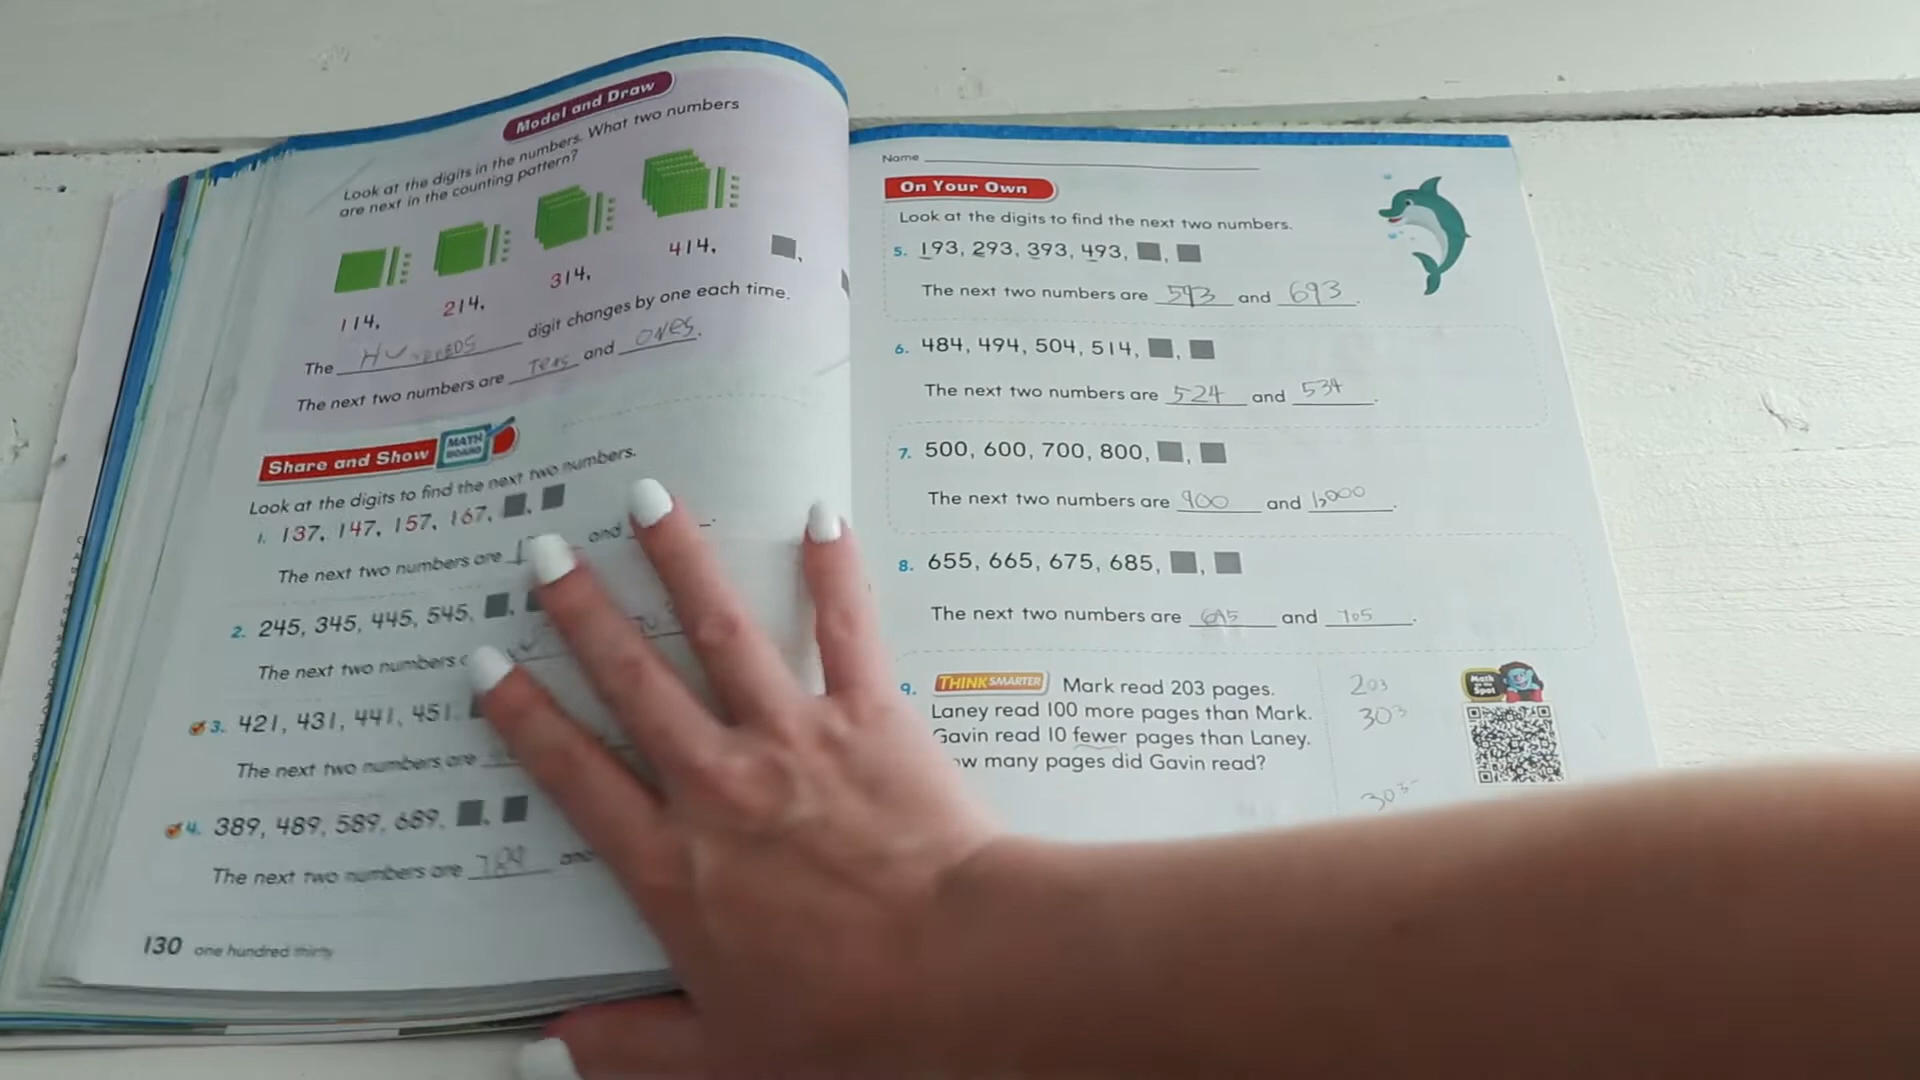 Model and Draw
Look at the digits in the numbers. What two numbers
are next in the counting pattern?
114, 214, 314, 414,
The Hundreds digit changes by one each time.
The next two numbers are Tens and ones.
Share and Show MATH BOARD
Look at the digits to find the next two numbers.
1. 137, 147, 157, 167,
The next two numbers are and
2. 245, 345, 445, 545,
The next two numbers
3. 421, 431, 441, 451,
The next two numbers are
4. 389, 489, 589, 689,
The next two numbers are 789 and
130 one hundred thirty
Name
On Your Own
Look at the digits to find the next two numbers.
5. 193, 293, 393, 493,
The next two numbers are 593 and 693.
6. 484, 494, 504, 514,
The next two numbers are 524 and 534.
7. 500, 600, 700, 800,
The next two numbers are 900 and 1,000.
8. 655, 665, 675, 685,
The next two numbers are 695 and 705.
9. THINK SMARTER Mark read 203 pages.
Laney read 100 more pages than Mark.
Gavin read 10 fewer pages than Laney.
many pages did Gavin read?
203
303
303
Math on the Spot